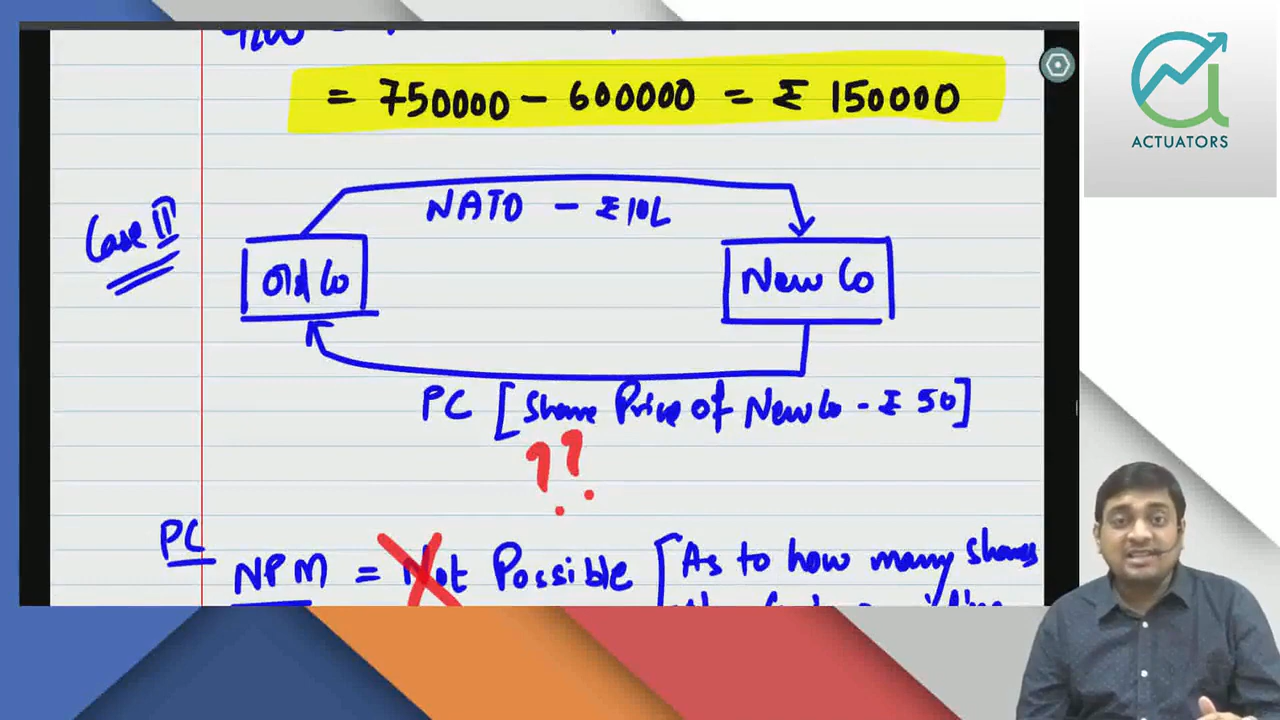 = 750000 - 600000 = ₹ 150000
ACTUATORS
Case II
NATO - ₹10L
Old Co
New Co
PC [Share Price of New Co - ₹ 50]
??
PC
NPM = Not Possible [As to how many shares